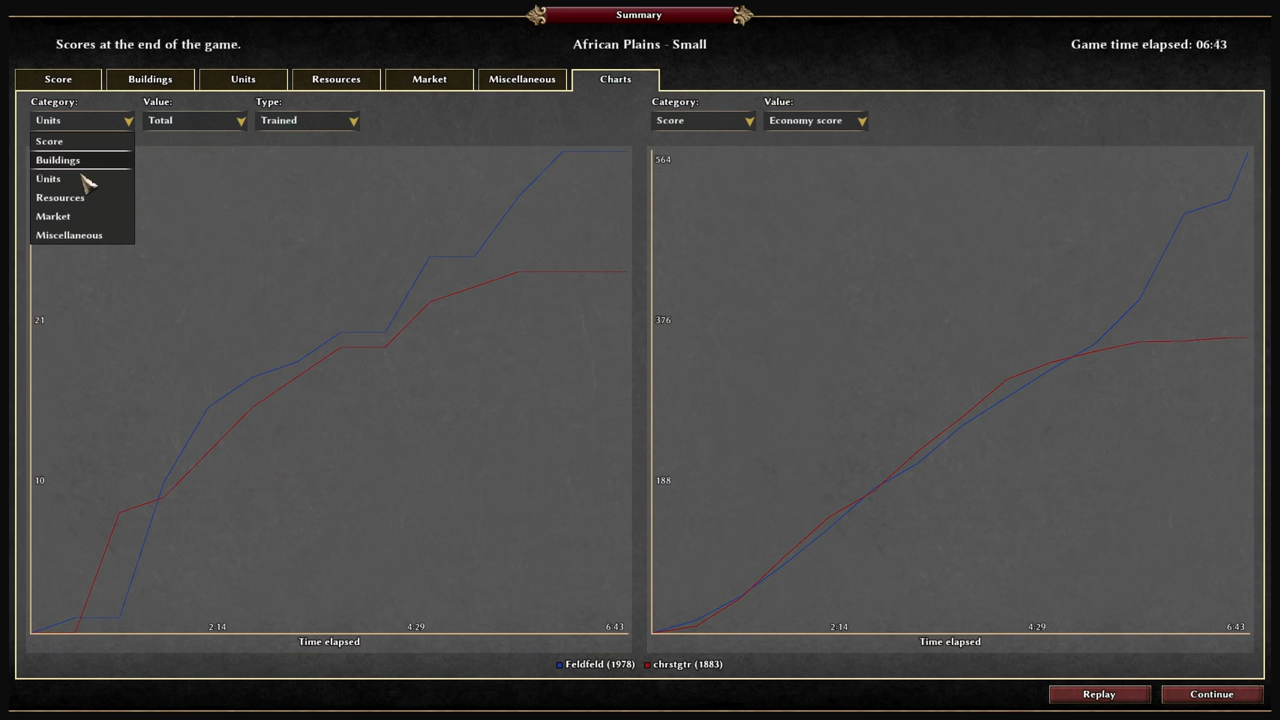 Summary
Scores at the end of the game.
African Plains - Small
Game time elapsed: 06:43
Score
Buildings
Units
Resources
Market
Miscellaneous
Charts
Category:
Value:
Type:
Units
Total
Trained
Score
Buildings
Units
Resources
Market
Miscellaneous
21
10
2:14
4:29
6:43
Time elapsed
Category:
Value:
Score
Economy score
564
376
188
2:14
4:29
6:43
Time elapsed
Feldfeld (1978)
chrstgtr (1883)
Replay
Continue